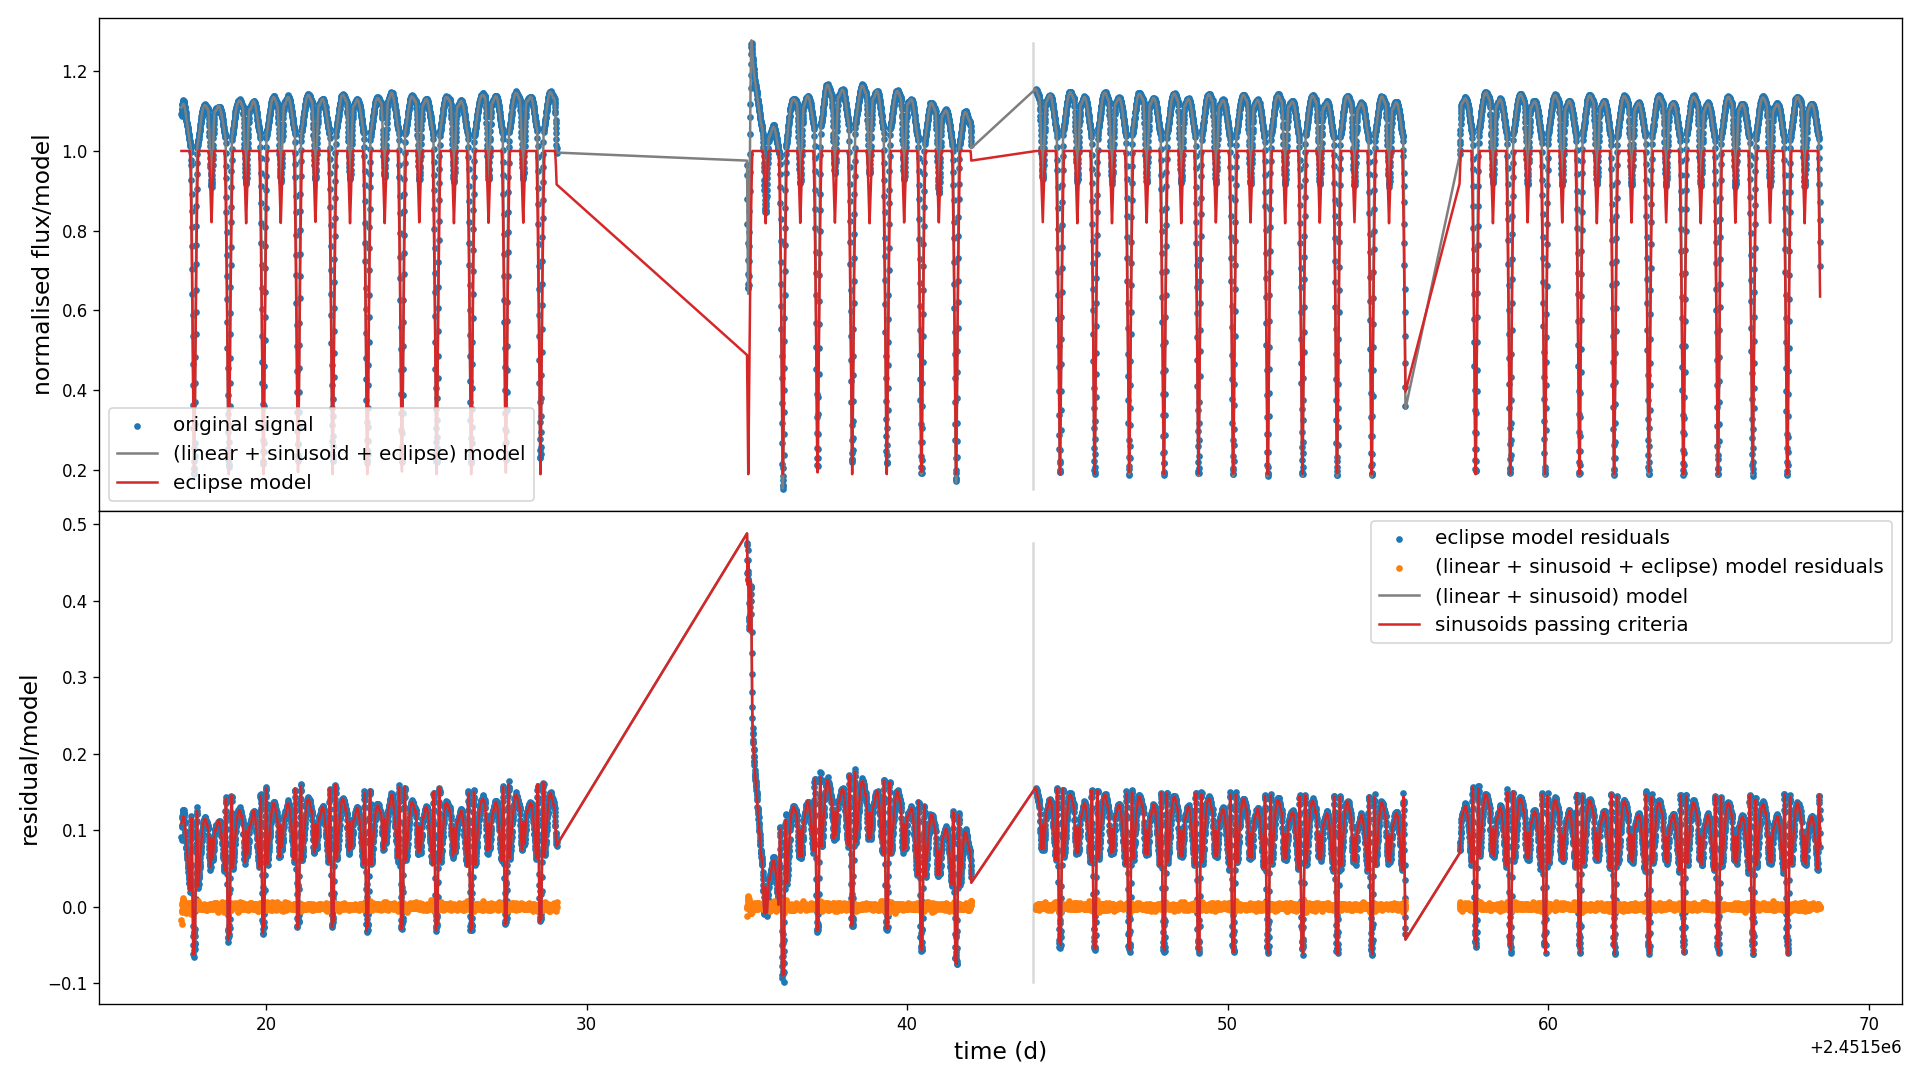 1.2
1.0
0.8
0.6
0.4
0.2
normalised flux/model
original signal
(linear + sinusoid + eclipse) model
eclipse model
0.5
0.4
0.3
0.2
0.1
0.0
−0.1
residual/model
eclipse model residuals
(linear + sinusoid + eclipse) model residuals
(linear + sinusoid) model
sinusoids passing criteria
20 30 40 50 60 70
time (d)
+2.4515e6